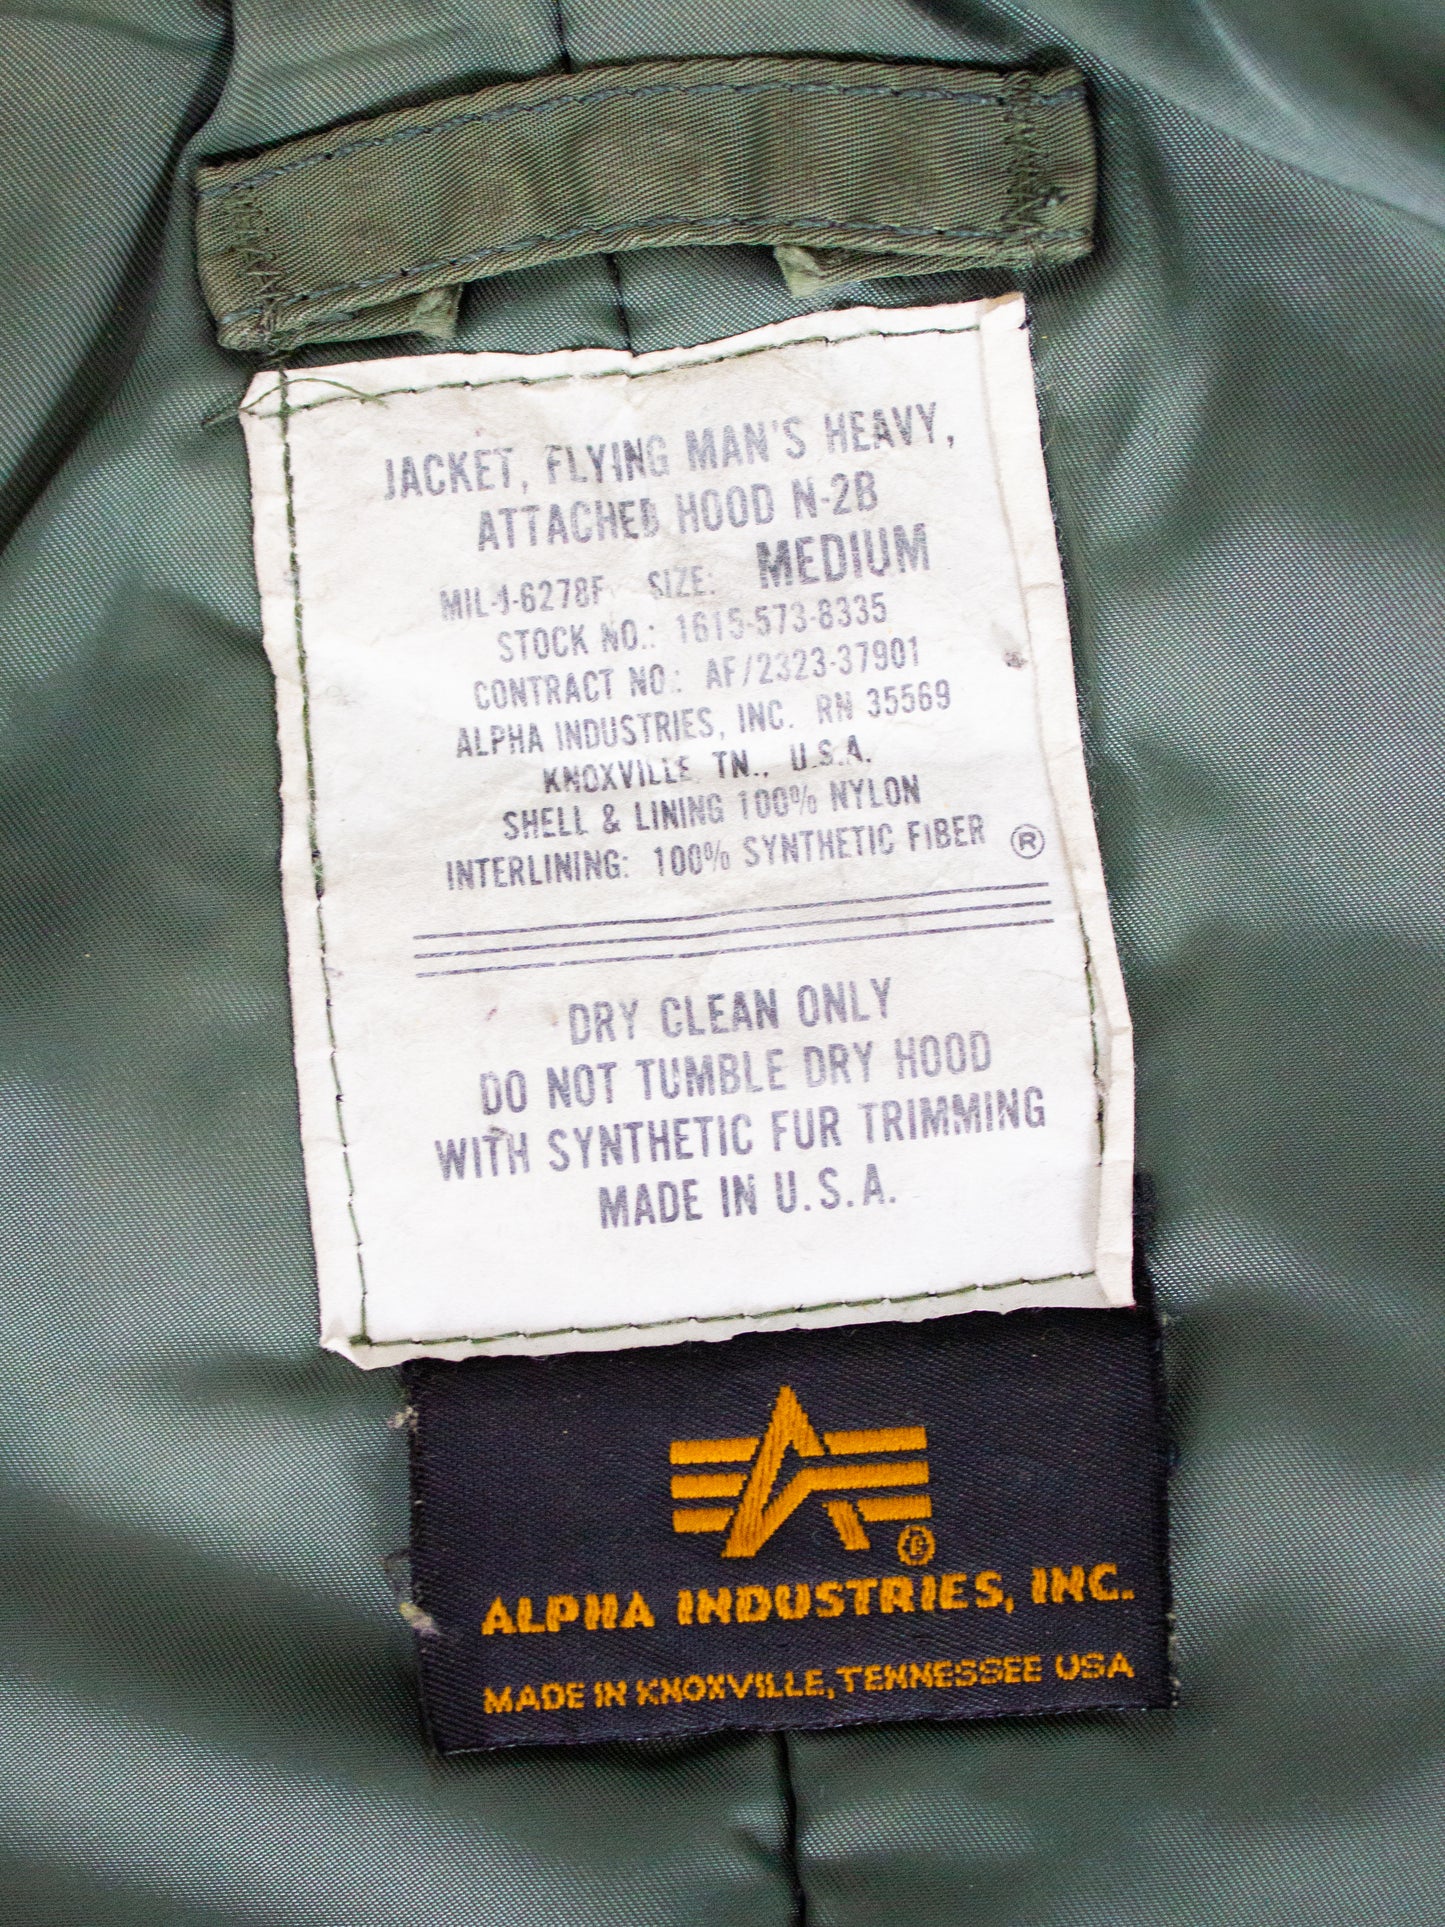 JACKET, FLYING MAN'S HEAVY,
ATTACHED HOOD N-2B
MIL-J-6278F SIZE: MEDIUM
STOCK NO.: 1615-573-8335
CONTRACT NO.: AF/2323-37901
ALPHA INDUSTRIES, INC. RN 35569
KNOXVILLE TN., U.S.A.
SHELL & LINING 100% NYLON
INTERLINING: 100% SYNTHETIC FIBER ®
DRY CLEAN ONLY
DO NOT TUMBLE DRY HOOD
WITH SYNTHETIC FUR TRIMMING
MADE IN U.S.A.
®
ALPHA INDUSTRIES, INC.
MADE IN KNOXVILLE, TENNESSEE USA